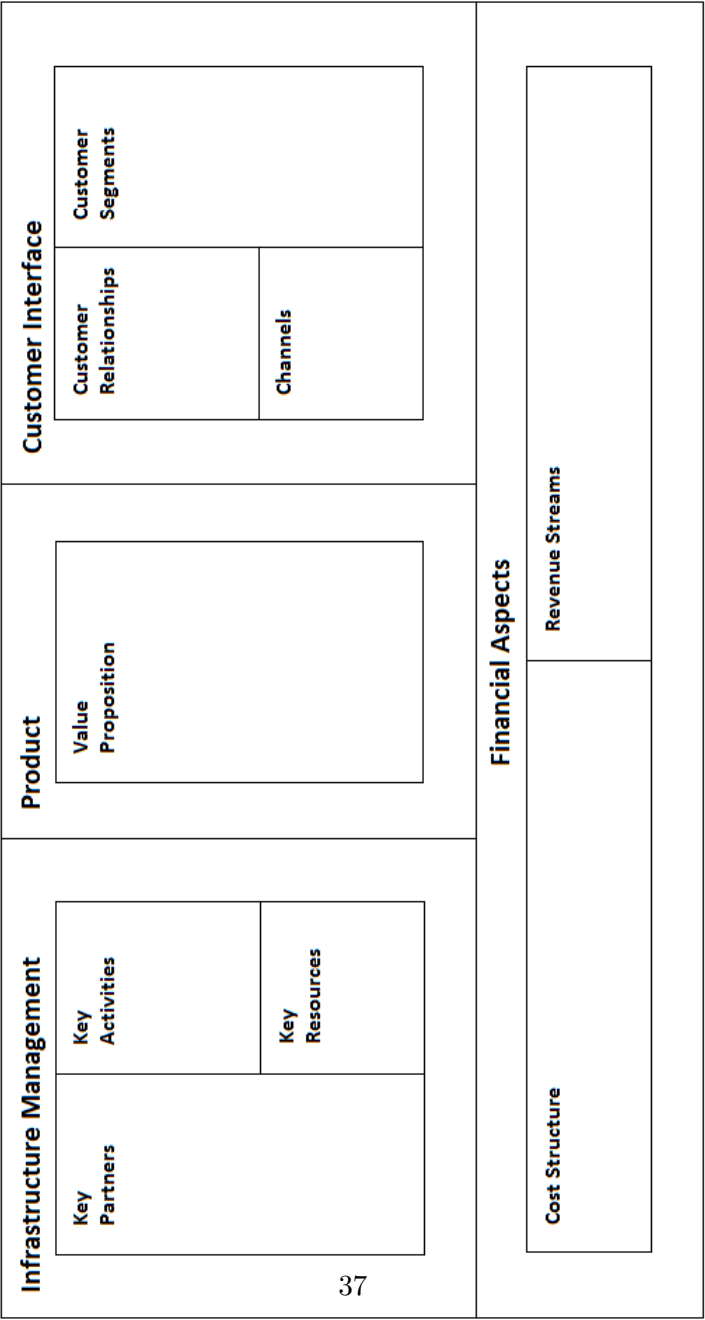 Infrastructure Management
Key
Partners
Key
Activities
Key
Resources
Product
Value
Proposition
Customer Interface
Customer
Relationships
Channels
Customer
Segments
Financial Aspects
Cost Structure
Revenue Streams
37